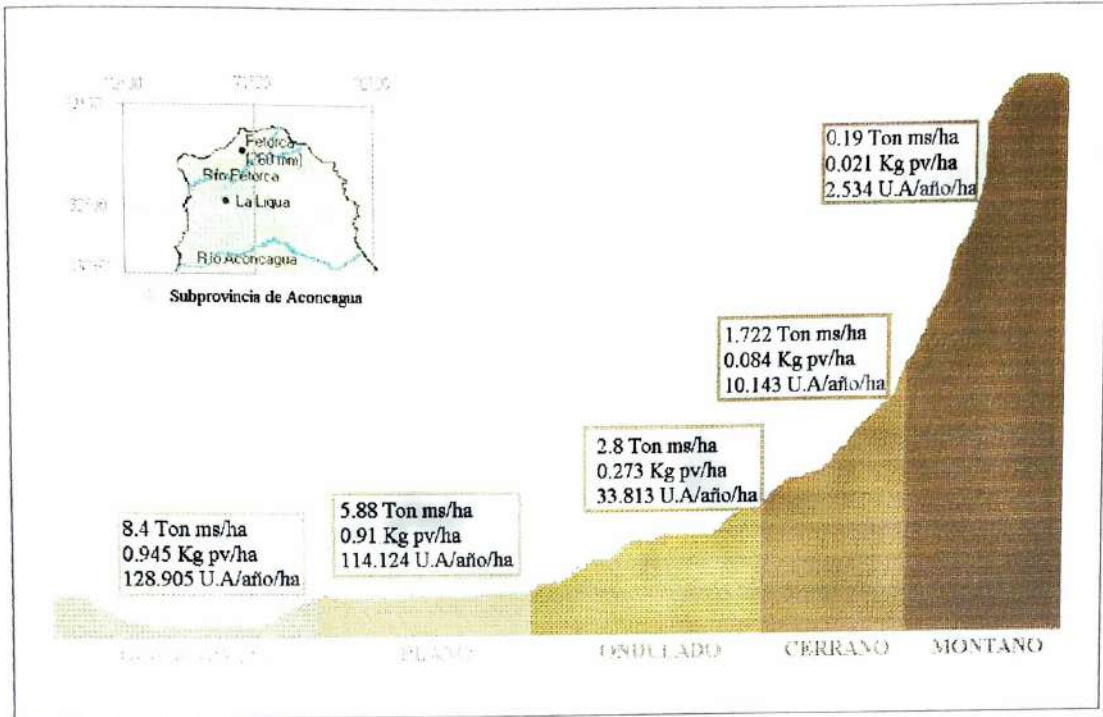 Petorca
(260 mm)
Río Petorca
La Ligua
Río Aconcagua
Subprovincia de Aconcagua
0.19 Ton ms/ha
0.021 Kg pv/ha
2.534 U.A/año/ha
1.722 Ton ms/ha
0.084 Kg pv/ha
10.143 U.A/año/ha
2.8 Ton ms/ha
0.273 Kg pv/ha
33.813 U.A/año/ha
5.88 Ton ms/ha
0.91 Kg pv/ha
114.124 U.A/año/ha
8.4 Ton ms/ha
0.945 Kg pv/ha
128.905 U.A/año/ha
PLANO
ONDULADO
CERRANO
MONTANO